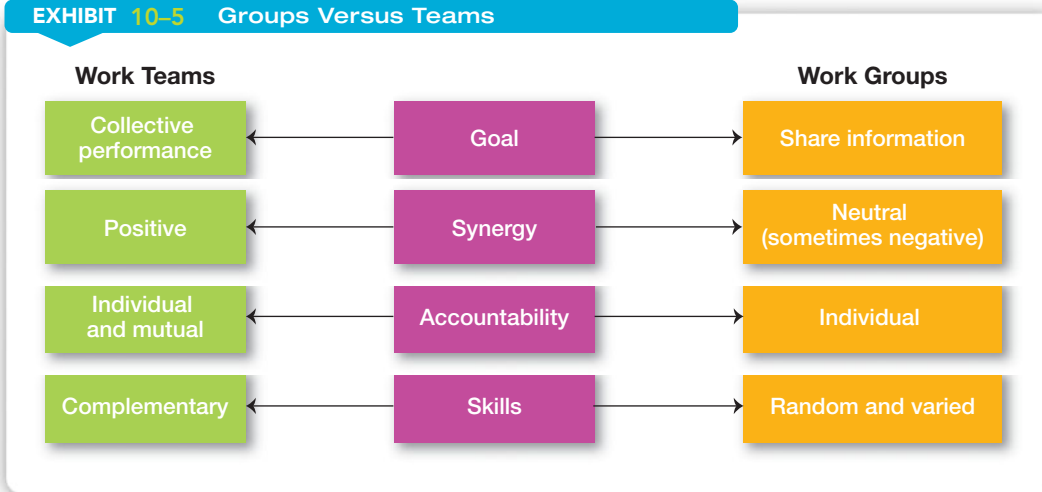 EXHIBIT 10–5 Groups Versus Teams
Work Teams
Work Groups
Collective
performance
Goal
Share information
Positive
Synergy
Neutral
(sometimes negative)
Individual
and mutual
Accountability
Individual
Complementary
Skills
Random and varied